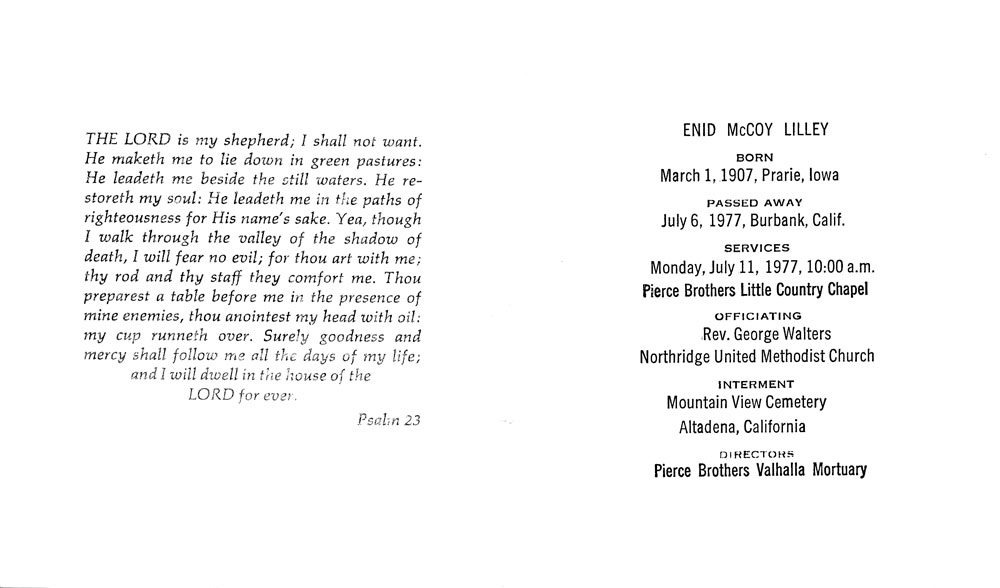 THE LORD is my shepherd; I shall not want.
He maketh me to lie down in green pastures:
He leadeth me beside the still waters. He re-
storeth my soul: He leadeth me in the paths of
righteousness for His name's sake. Yea, though
I walk through the valley of the shadow of
death, I will fear no evil; for thou art with me;
thy rod and thy staff they comfort me. Thou
preparest a table before me in the presence of
mine enemies, thou anointest my head with oil:
my cup runneth over. Surely goodness and
mercy shall follow me all the days of my life;
and I will dwell in the house of the
LORD for ever.
Psalm 23
ENID McCOY LILLEY
BORN
March 1, 1907, Prarie, Iowa
PASSED AWAY
July 6, 1977, Burbank, Calif.
SERVICES
Monday, July 11, 1977, 10:00 a.m.
Pierce Brothers Little Country Chapel
OFFICIATING
Rev. George Walters
Northridge United Methodist Church
INTERMENT
Mountain View Cemetery
Altadena, California
DIRECTORS
Pierce Brothers Valhalla Mortuary